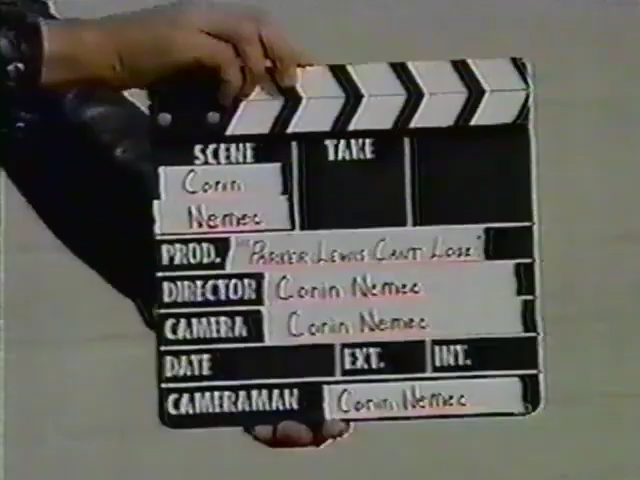 SCENE TAKE
Corin
Nemec
PROD. "PARKER LEWIS CAN'T LOSE"
DIRECTOR Corin Nemec
CAMERA Corin Nemec
DATE EXT. INT.
CAMERAMAN Corin Nemec